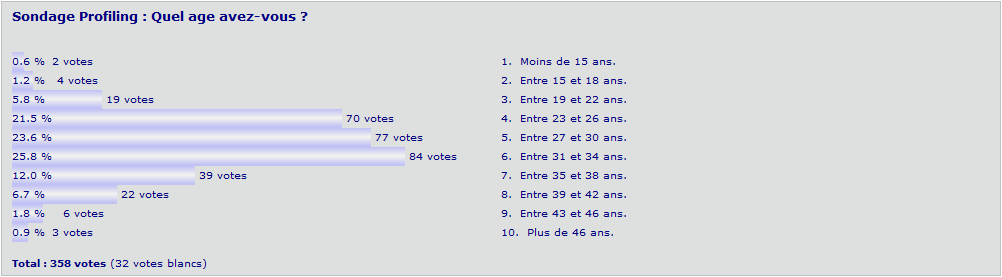 Sondage Profiling : Quel age avez-vous ?
0.6 % 2 votes 1. Moins de 15 ans.
1.2 % 4 votes 2. Entre 15 et 18 ans.
5.8 % 19 votes 3. Entre 19 et 22 ans.
21.5 % 70 votes 4. Entre 23 et 26 ans.
23.6 % 77 votes 5. Entre 27 et 30 ans.
25.8 % 84 votes 6. Entre 31 et 34 ans.
12.0 % 39 votes 7. Entre 35 et 38 ans.
6.7 % 22 votes 8. Entre 39 et 42 ans.
1.8 % 6 votes 9. Entre 43 et 46 ans.
0.9 % 3 votes 10. Plus de 46 ans.
Total : 358 votes (32 votes blancs)